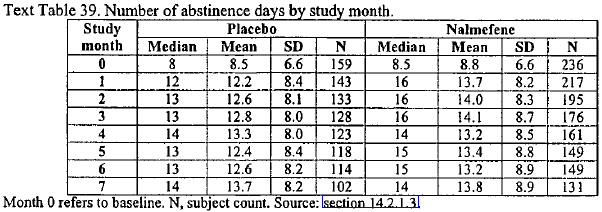 Text Table 39. Number of abstinence days by study month.
Study month Placebo Nalmefene
Median Mean SD N Median Mean SD N
0 8 8.5 6.6 159 8.5 8.8 6.6 236
1 12 12.2 8.4 143 16 13.7 8.2 217
2 13 12.6 8.1 133 16 14.0 8.3 195
3 13 12.8 8.0 128 16 14.1 8.7 176
4 14 13.3 8.0 123 14 13.2 8.5 161
5 13 12.4 8.4 118 15 13.4 8.8 149
6 13 12.6 8.2 114 15 13.2 8.9 149
7 14 13.7 8.2 102 14 13.8 8.9 131
Month 0 refers to baseline. N, subject count. Source: section 14.2.1.3.